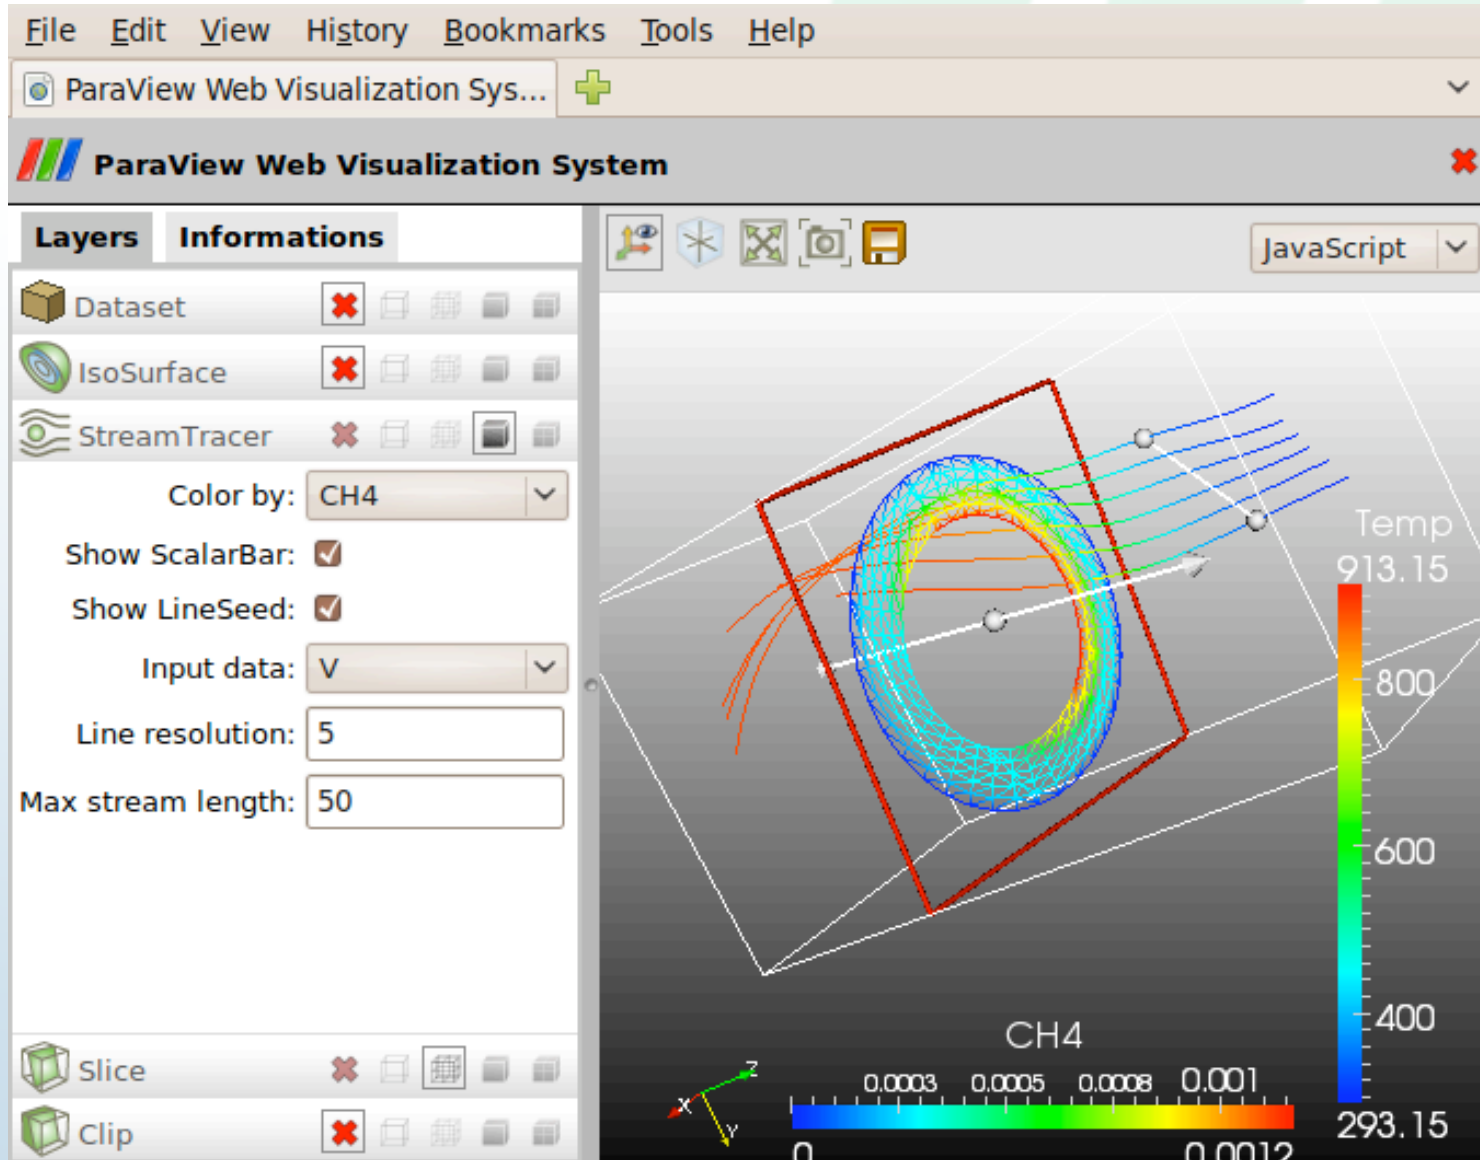 File Edit View History Bookmarks Tools Help
ParaView Web Visualization Sys...
ParaView Web Visualization System
Layers Informations
JavaScript
Dataset
IsoSurface
StreamTracer
Color by: CH4
Show ScalarBar:
Show LineSeed:
Input data: V
Line resolution: 5
Max stream length: 50
Slice
Clip
Temp
913.15
800
600
400
293.15
CH4
0.0003 0.0005 0.0008 0.001
0 0.0012
Z
X
Y